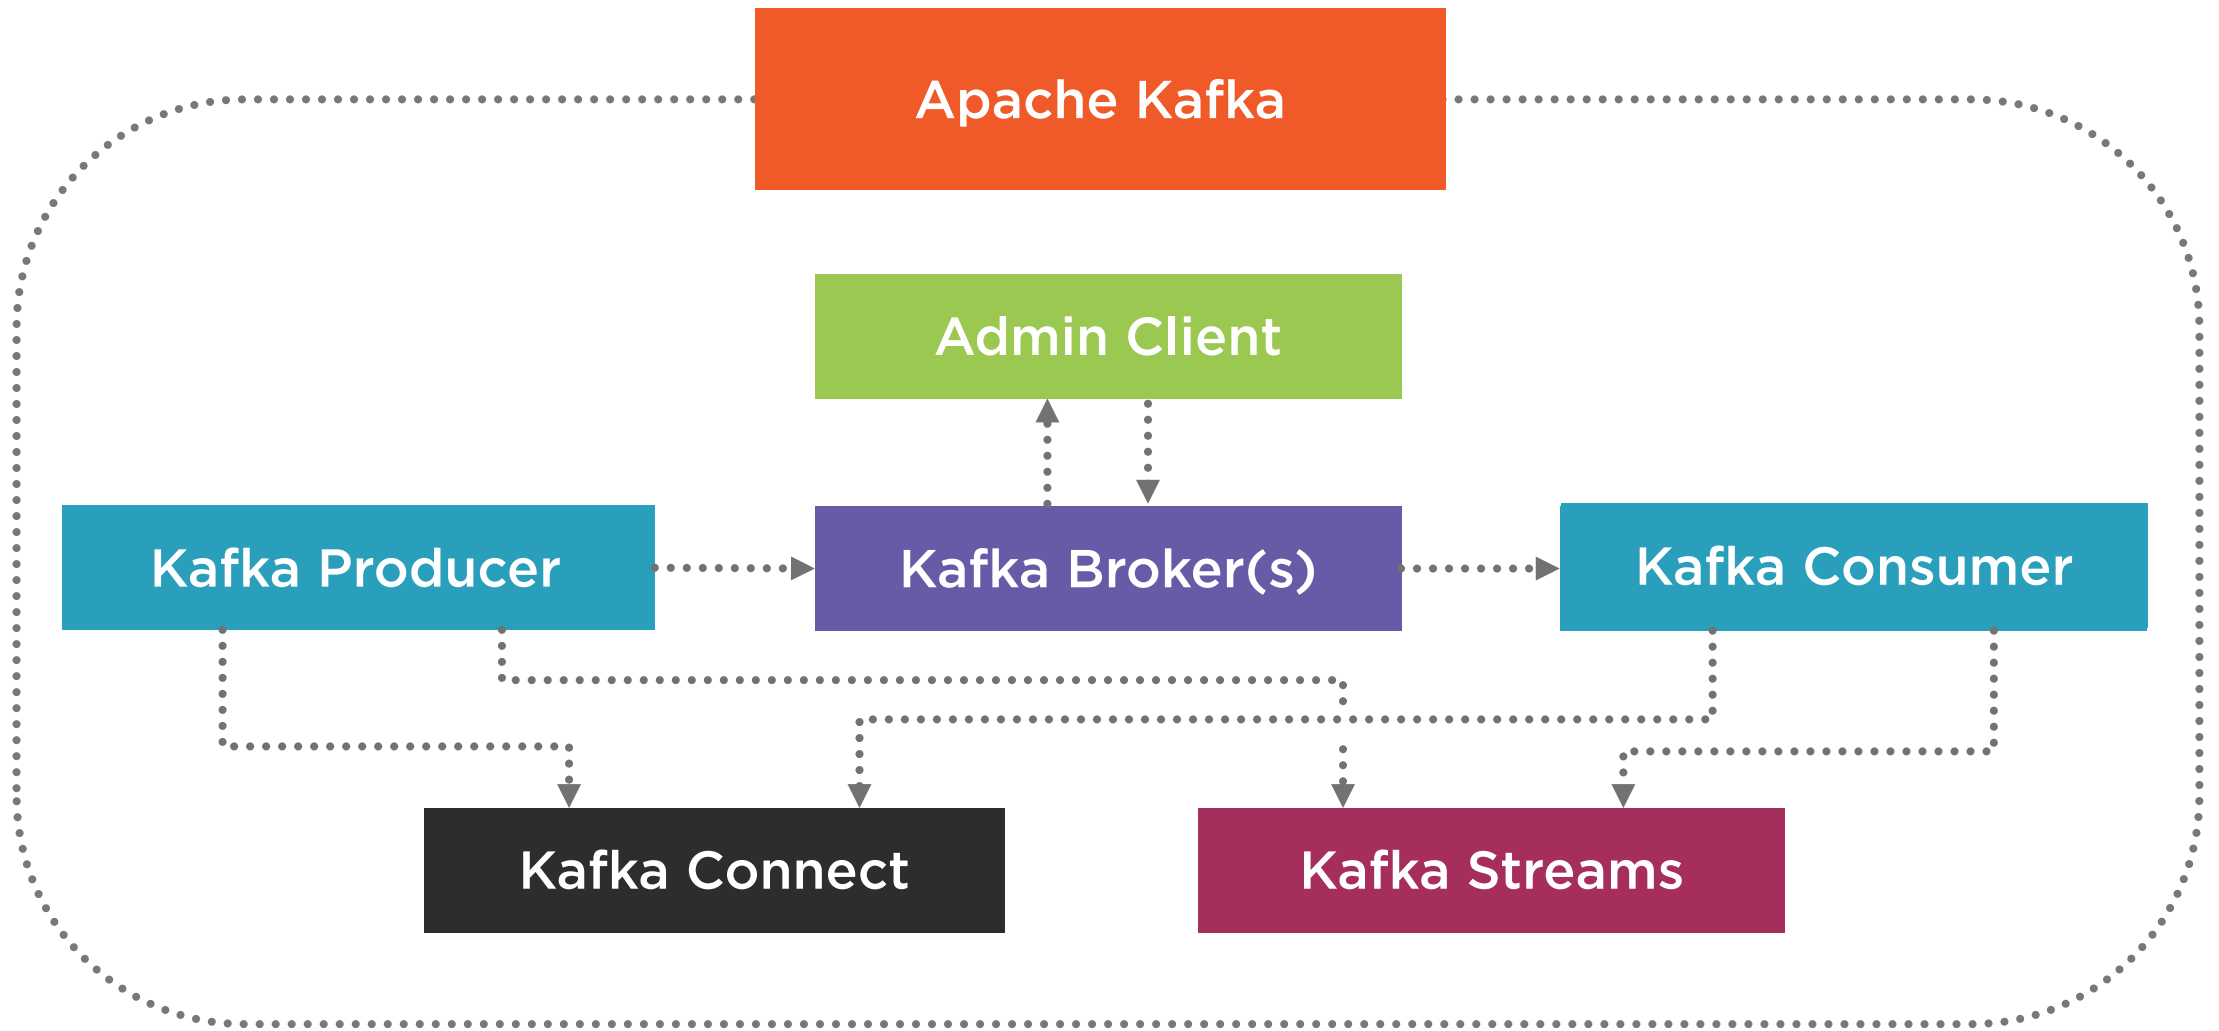 Apache Kafka
Admin Client
Kafka Producer
Kafka Broker(s)
Kafka Consumer
Kafka Connect
Kafka Streams